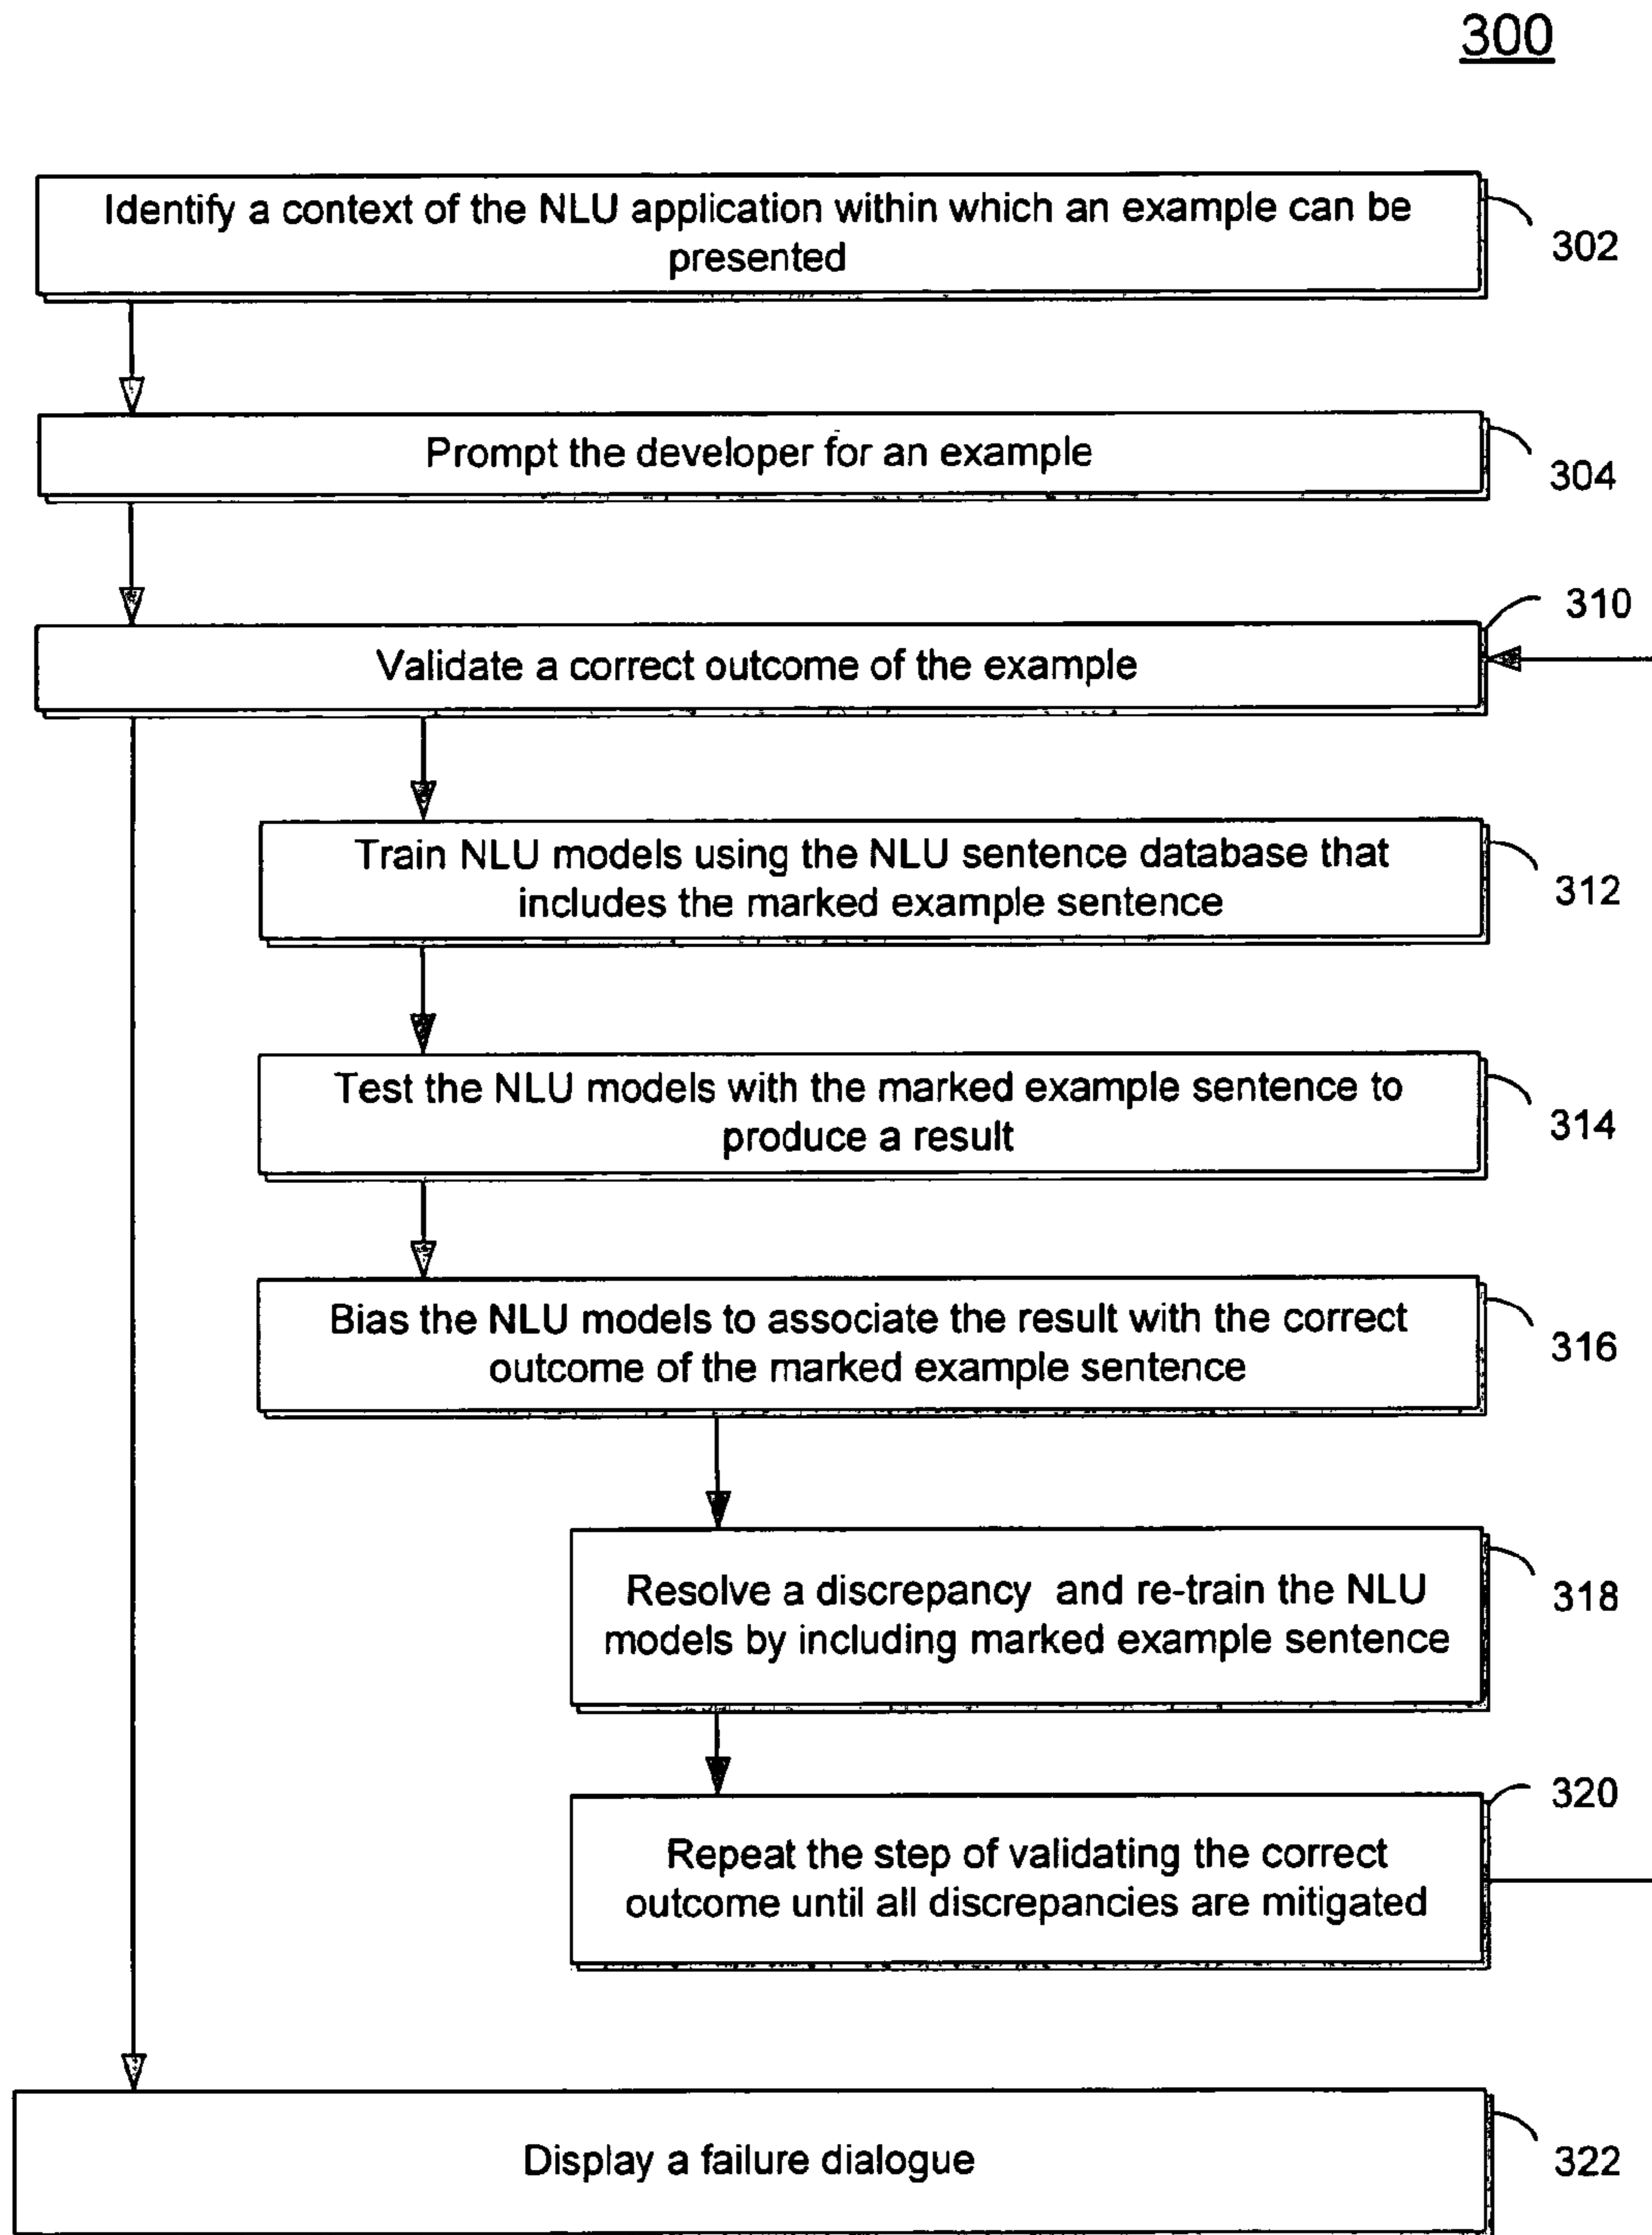 300
Identify a context of the NLU application within which an example can be
presented
302
Prompt the developer for an example
304
310
Validate a correct outcome of the example
Train NLU models using the NLU sentence database that
includes the marked example sentence
312
Test the NLU models with the marked example sentence to
produce a result
314
Bias the NLU models to associate the result with the correct
outcome of the marked example sentence
316
Resolve a discrepancy and re-train the NLU
models by including marked example sentence
318
320
Repeat the step of validating the correct
outcome until all discrepancies are mitigated
Display a failure dialogue
322